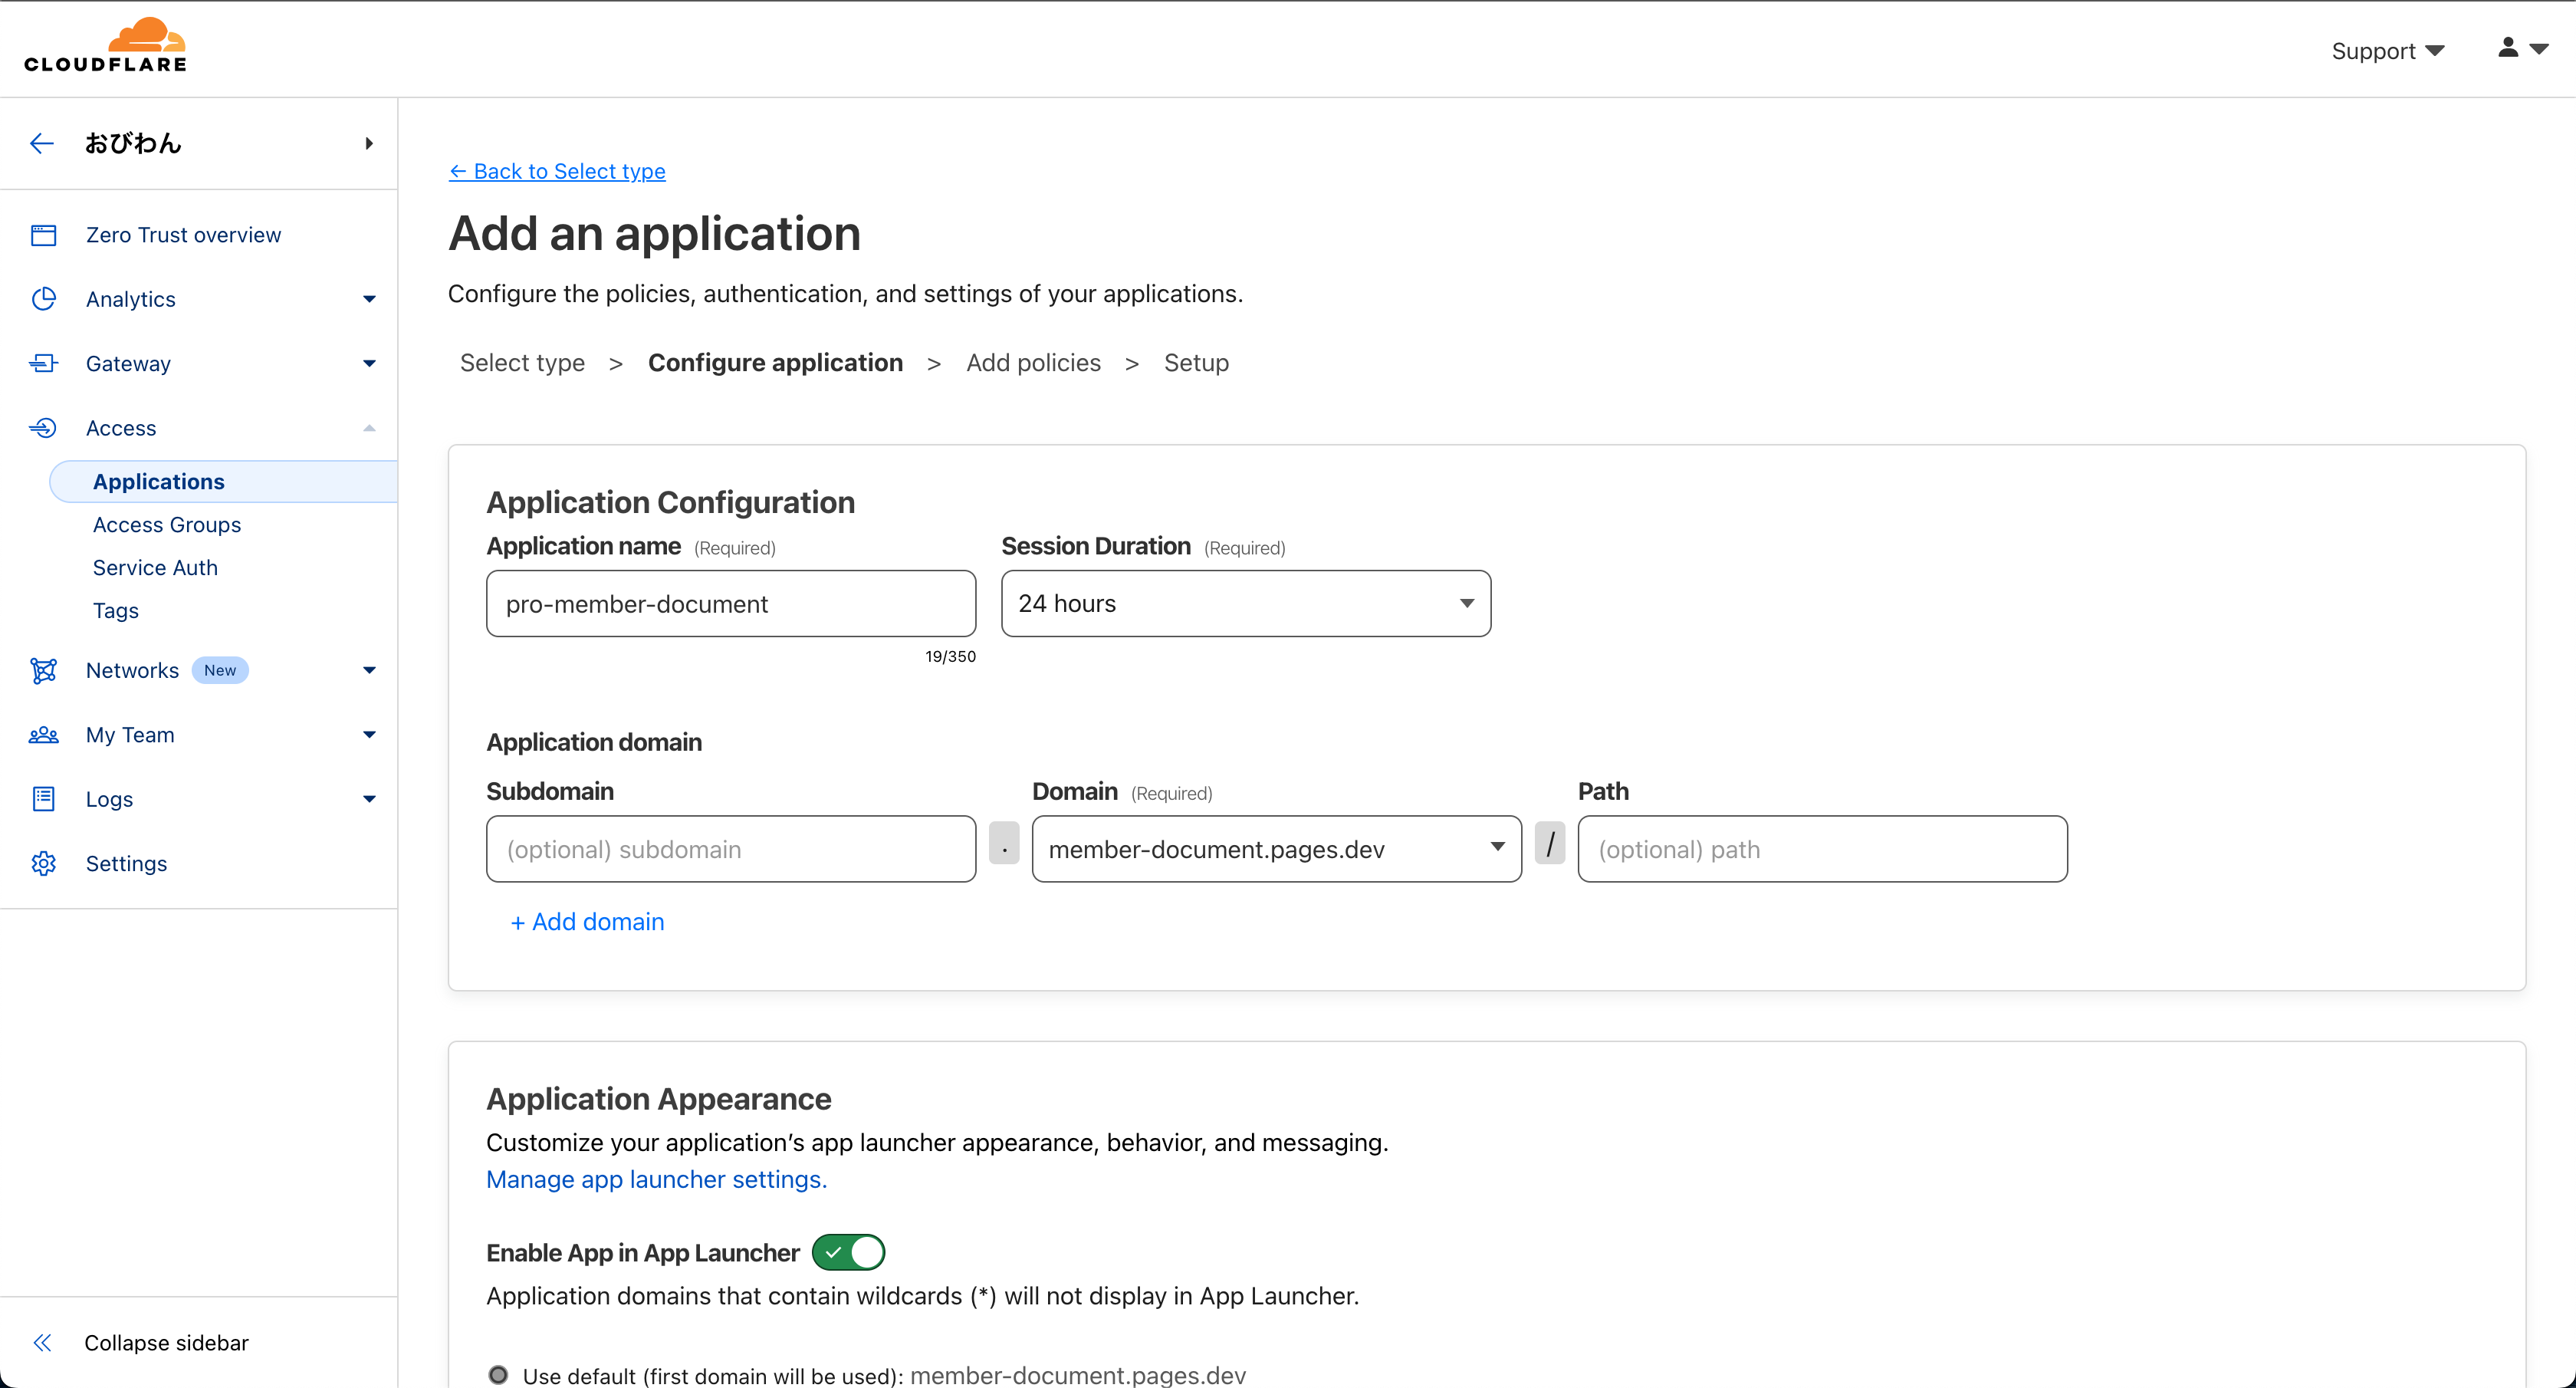 CLOUDFLARE
Support
おびわん
Zero Trust overview
Analytics
Gateway
Access
Applications
Access Groups
Service Auth
Tags
Networks New
My Team
Logs
Settings
Collapse sidebar
← Back to Select type
Add an application
Configure the policies, authentication, and settings of your applications.
Select type > Configure application > Add policies > Setup
Application Configuration
Application name (Required) Session Duration (Required)
pro-member-document 24 hours
19/350
Application domain
Subdomain Domain (Required) Path
(optional) subdomain . member-document.pages.dev / (optional) path
+ Add domain
Application Appearance
Customize your application’s app launcher appearance, behavior, and messaging.
Manage app launcher settings.
Enable App in App Launcher
Application domains that contain wildcards (*) will not display in App Launcher.
Use default (first domain will be used): member-document.pages.dev